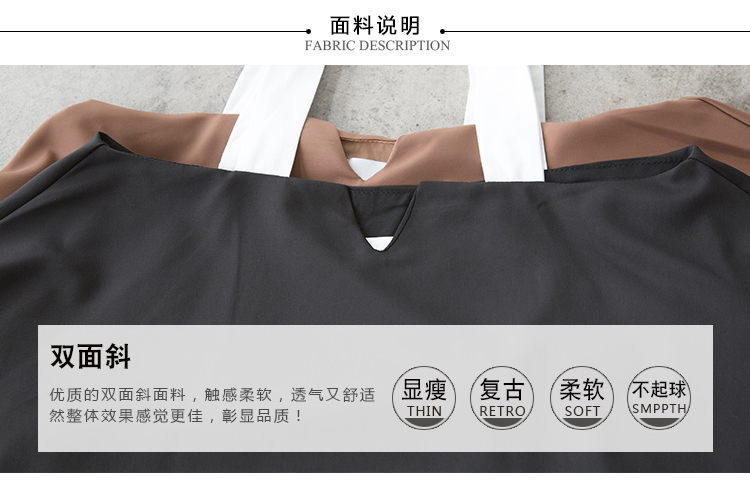 面料说明
FABRIC DESCRIPTION
双面斜
优质的双面斜面料，触感柔软，透气又舒适
然整体效果感觉更佳，彰显品质！
显瘦
THIN
复古
RETRO
柔软
SOFT
不起球
SMPPTH